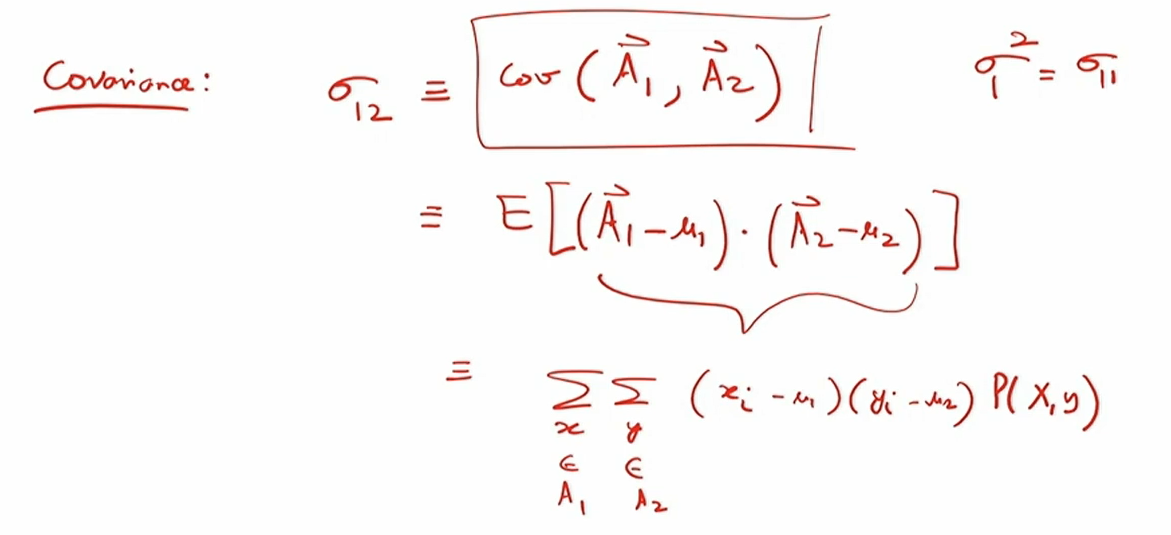 Covariance: σ₁₂ ≡ Cov(A⃗₁, A⃗₂) σ₁² = σ₁₁
≡ E[(A⃗₁ - μ₁) · (A⃗₂ - μ₂)]
≡ Σ Σ (xᵢ - μ₁)(yᵢ - μ₂) P(X,y)
x y
∈ ∈
A₁ A₂